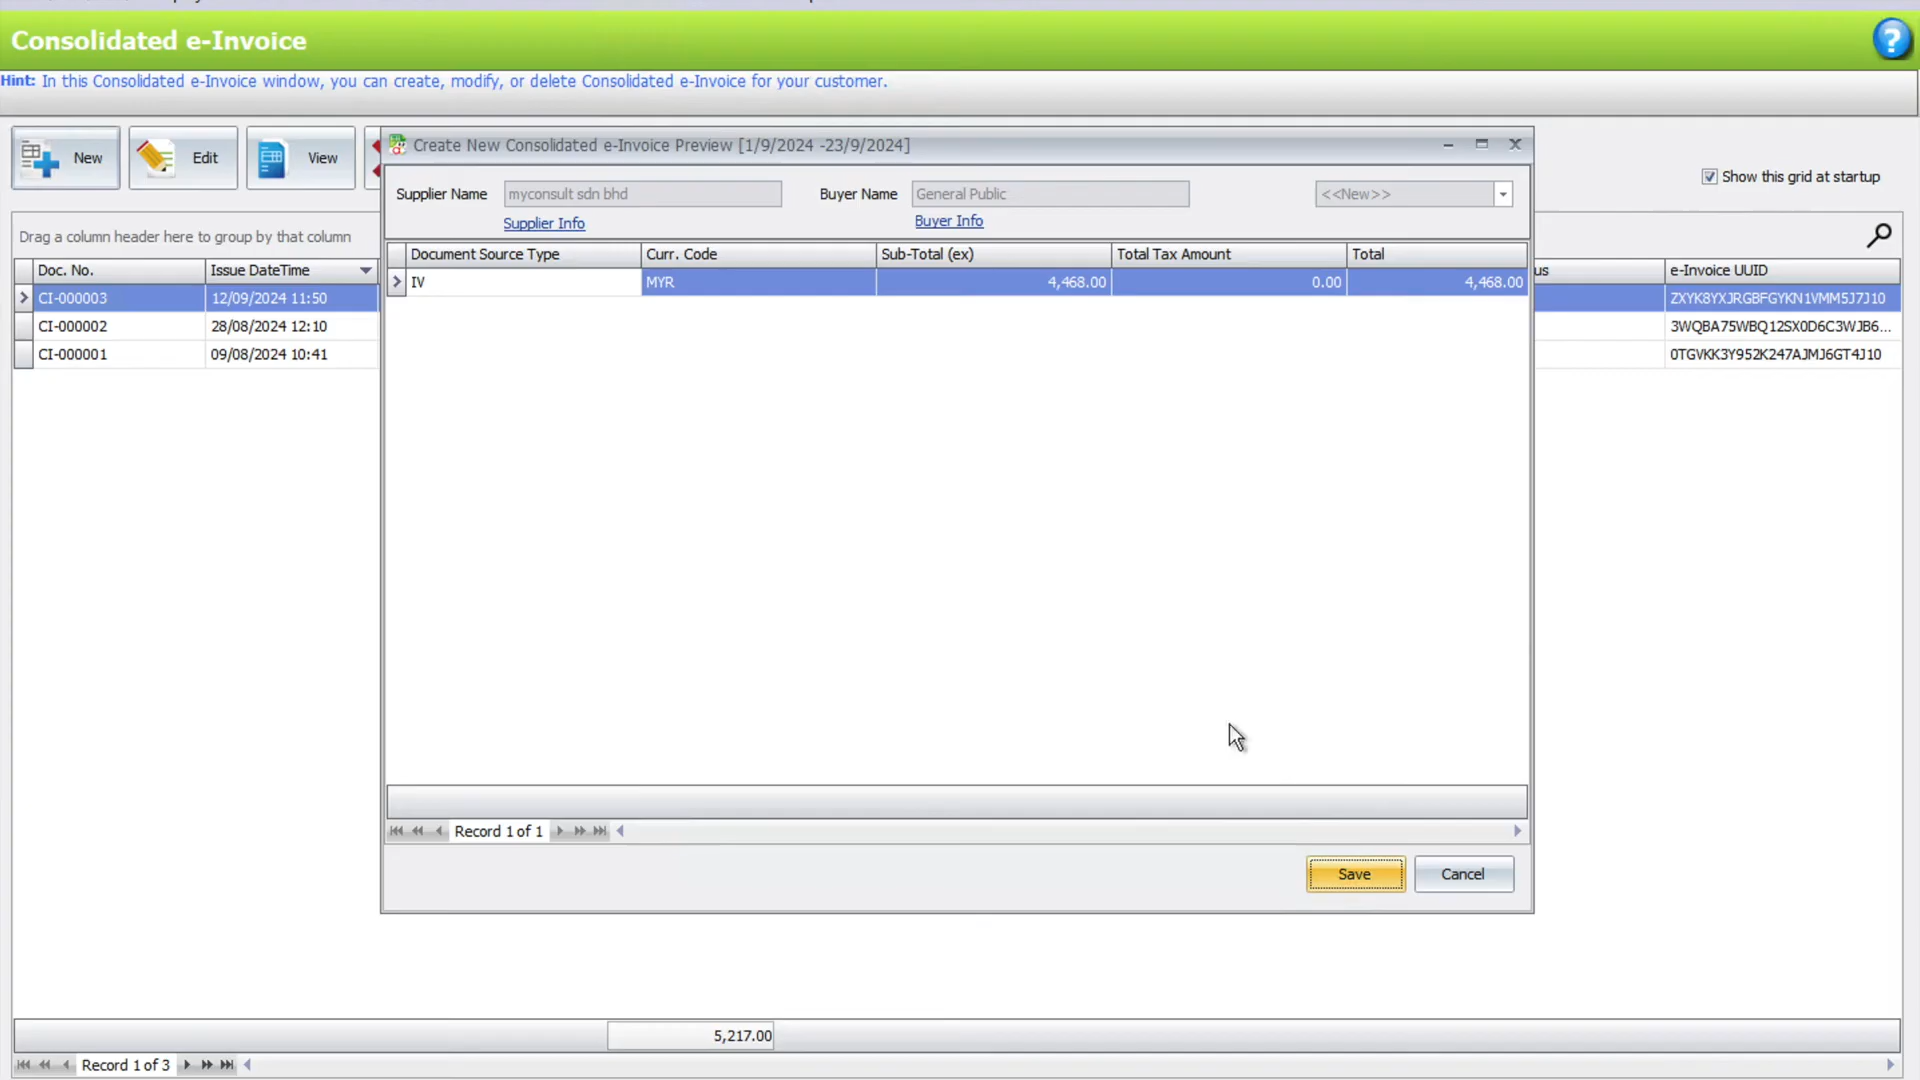 Consolidated e-Invoice
Hint: In this Consolidated e-Invoice window, you can create, modify, or delete Consolidated e-Invoice for your customer.
New
Edit
View
Show this grid at startup
Create New Consolidated e-Invoice Preview [1/9/2024 -23/9/2024]
Supplier Name
myconsult sdn bhd
Buyer Name
General Public
<<New>>
Supplier Info
Buyer Info
Document Source Type
Curr. Code
Sub-Total (ex)
Total Tax Amount
Total
IV
MYR
4,468.00
0.00
4,468.00
Record 1 of 1
Save
Cancel
Drag a column header here to group by that column
Doc. No.
Issue DateTime
us
e-Invoice UUID
CI-000003
12/09/2024 11:50
ZXYK8YXJRGBFGYKN1VMM5J7J10
CI-000002
28/08/2024 12:10
3WQBA75WBQ12SX0D6C3WJB6...
CI-000001
09/08/2024 10:41
0TGVKK3Y952K247AJMJ6GT4J10
5,217.00
Record 1 of 3